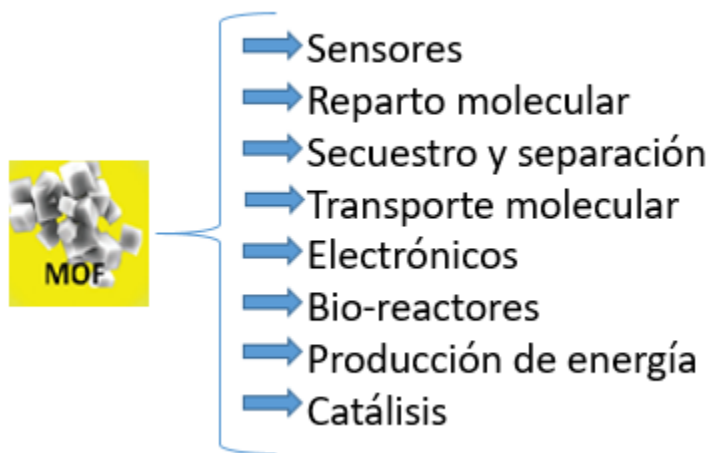 Sensores
Reparto molecular
Secuestro y separación
Transporte molecular
MOF
Electrónicos
Bio-reactores
Producción de energía
Catálisis